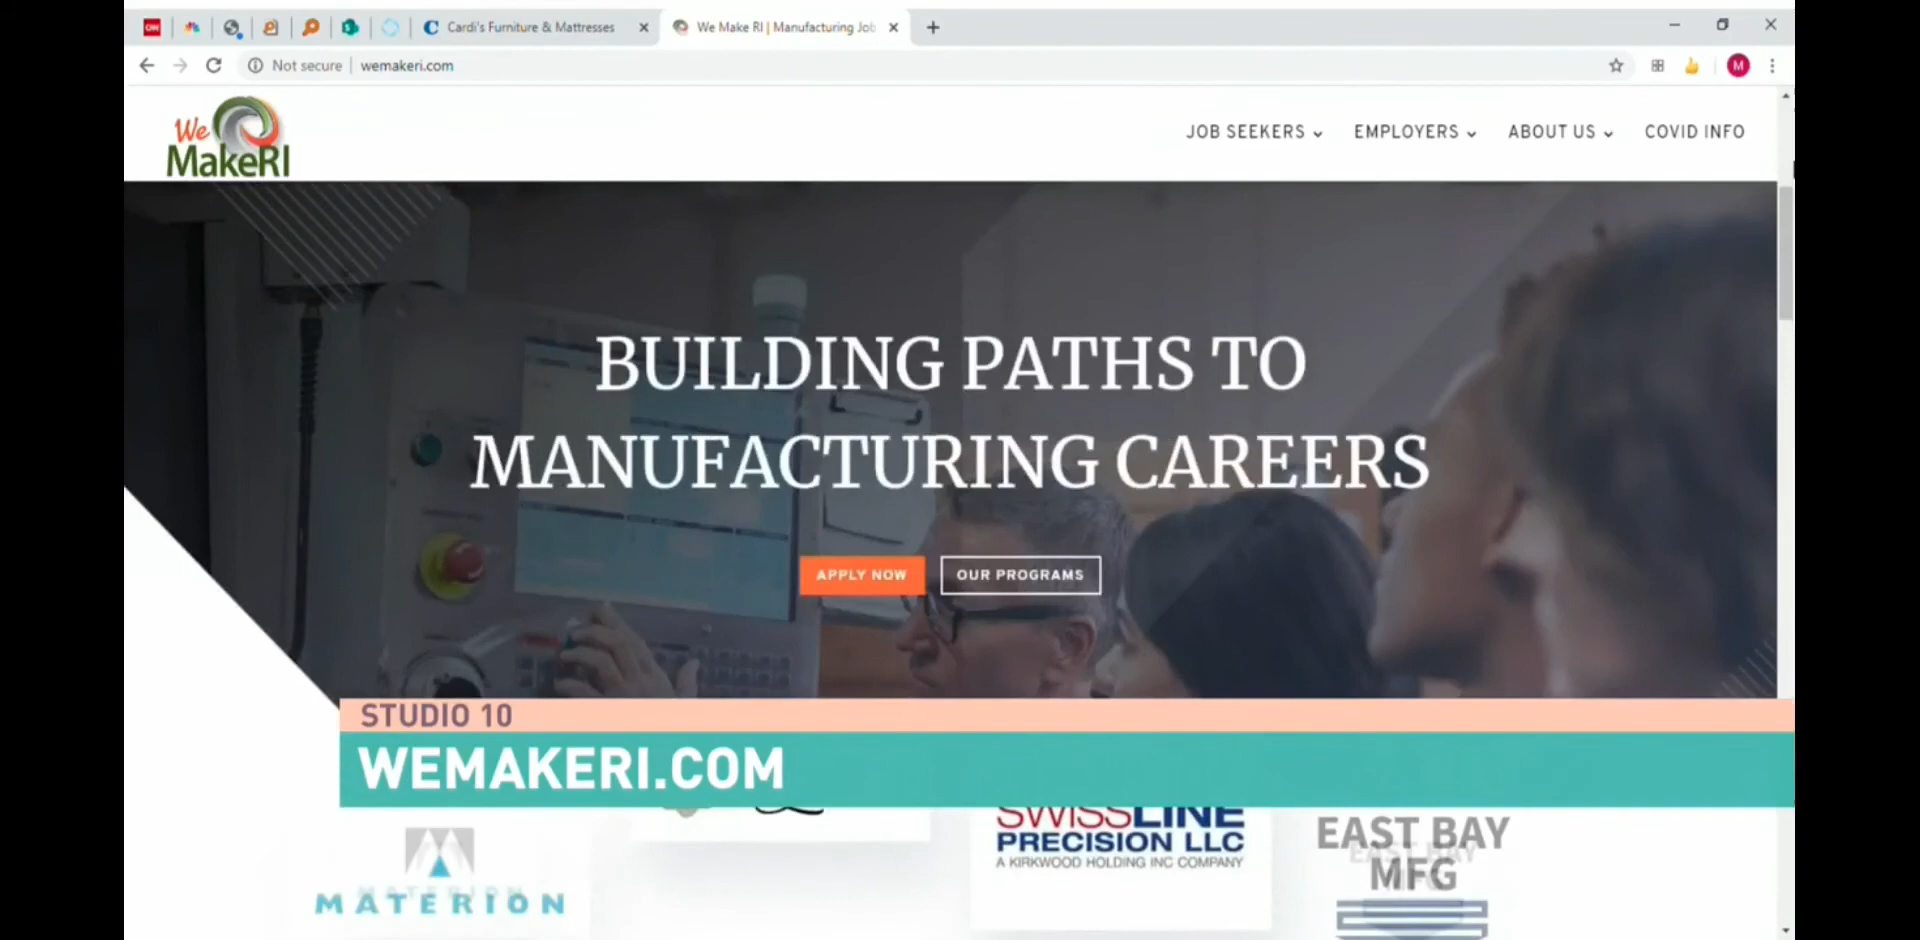 CNN
Cardi's Furniture & Mattresses
We Make RI | Manufacturing Job
Not secure | wemakeri.com
M
We
MakeRI
JOB SEEKERS
EMPLOYERS
ABOUT US
COVID INFO
BUILDING PATHS TO
MANUFACTURING CAREERS
APPLY NOW
OUR PROGRAMS
STUDIO 10
WEMAKERI.COM
SWISSLINE
PRECISION LLC
A KIRKWOOD HOLDING INC COMPANY
EAST BAY
MFG
MATERION